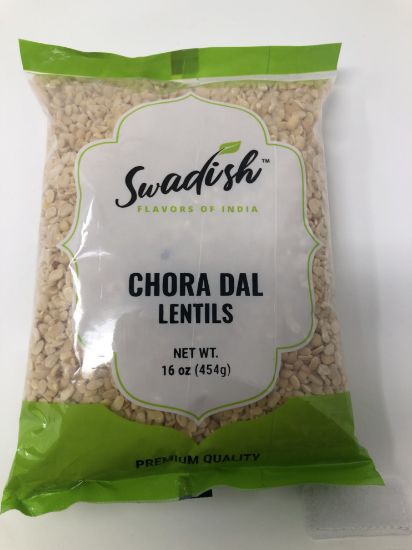 Swadish™
FLAVORS OF INDIA
CHORA DAL
LENTILS
NET WT.
16 oz (454g)
PREMIUM QUALITY